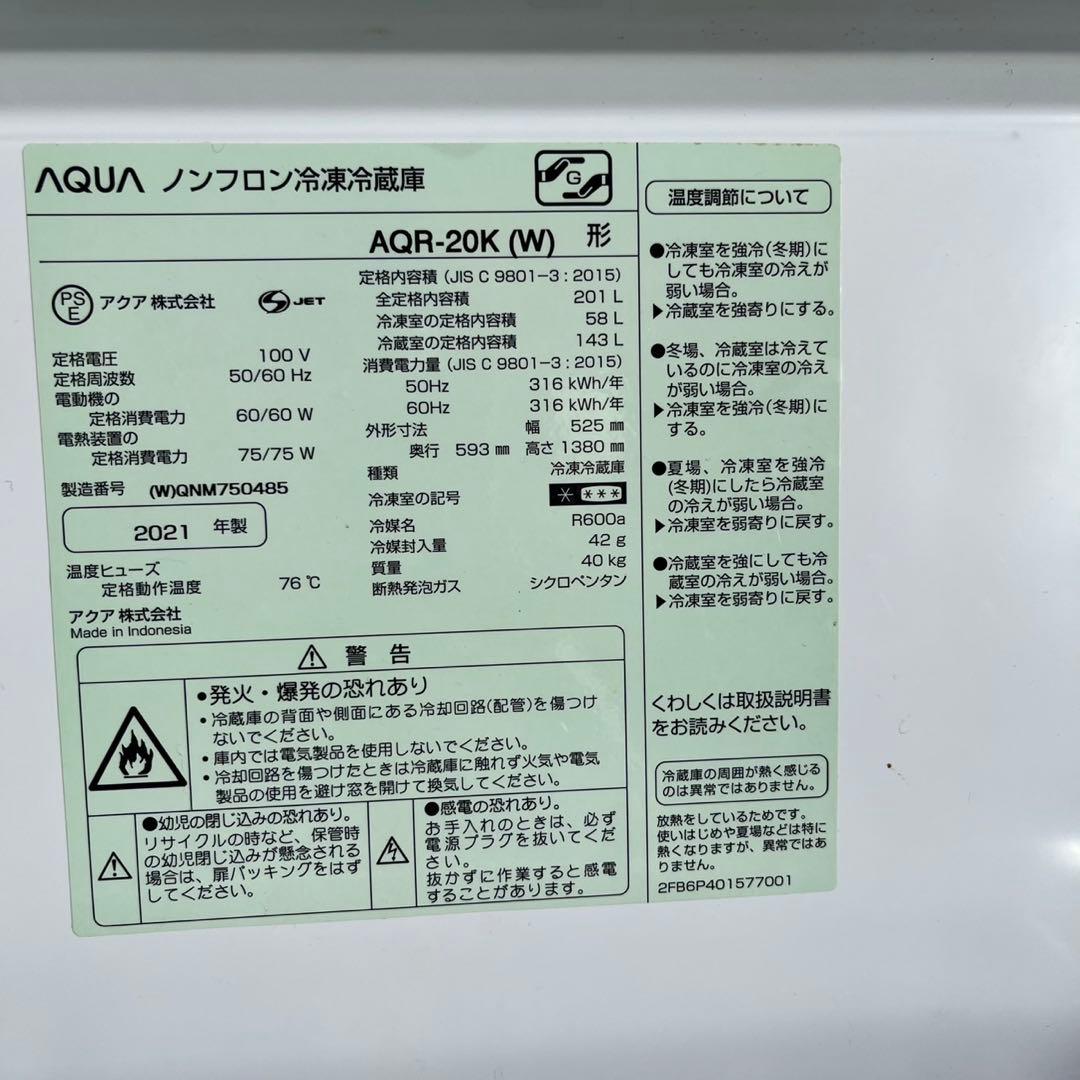 AQUA ノンフロン冷凍冷蔵庫
G
AQR-20K (W) 形
PS
E
アクア 株式会社
S JET
定格電圧 100 V
定格周波数 50/60 Hz
電動機の
定格消費電力 60/60 W
電熱装置の
定格消費電力 75/75 W
製造番号 (W)QNM750485
2021 年製
温度ヒューズ
定格動作温度 76 ℃
アクア 株式会社
Made in Indonesia
定格内容積 (JIS C 9801-3 : 2015)
全定格内容積 201 L
冷凍室の定格内容積 58 L
冷蔵室の定格内容積 143 L
消費電力量 (JIS C 9801-3 : 2015)
50Hz 316 kWh/年
60Hz 316 kWh/年
外形寸法 幅 525 ㎜
奥行 593 ㎜ 高さ 1380 ㎜
種類 冷凍冷蔵庫
冷凍室の記号 * ***
冷媒名 R600a
冷媒封入量 42 g
質量 40 kg
断熱発泡ガス シクロペンタン
⚠ 警告
•発火・爆発の恐れあり
・冷蔵庫の背面や側面にある冷却回路(配管)を傷つけ
ないでください。
・庫内では電気製品を使用しないでください。
・冷却回路を傷つけたときは冷蔵庫に触れず火気や電気
製品の使用を避け窓を開けて換気してください。
●幼児の閉じ込みの恐れあり。
リサイクルの時など、保管時
の幼児閉じ込みが懸念される
場合は、扉パッキングをはず
してください。
●感電の恐れあり。
お手入れのときは、必ず
電源プラグを抜いてくだ
さい。
抜かずに作業すると感電
することがあります。
温度調節について
●冷凍室を強冷(冬期)に
しても冷凍室の冷えが
弱い場合。
▶冷蔵室を強寄りにする。
●冬場、冷蔵室は冷えて
いるのに冷凍室の冷え
が弱い場合。
▶冷凍室を強冷(冬期)に
する。
●夏場、冷凍室を強冷
(冬期)にしたら冷蔵室
の冷えが弱い場合。
▶冷凍室を弱寄りに戻す。
●冷蔵室を強にしても冷
蔵室の冷えが弱い場合。
▶冷凍室を弱寄りに戻す。
くわしくは取扱説明書
をお読みください。
冷蔵庫の周囲が熱く感じる
のは異常ではありません。
放熱をしているためです。
使いはじめや夏場などは特に
熱くなりますが、異常ではあ
りません。
2FB6P401577001